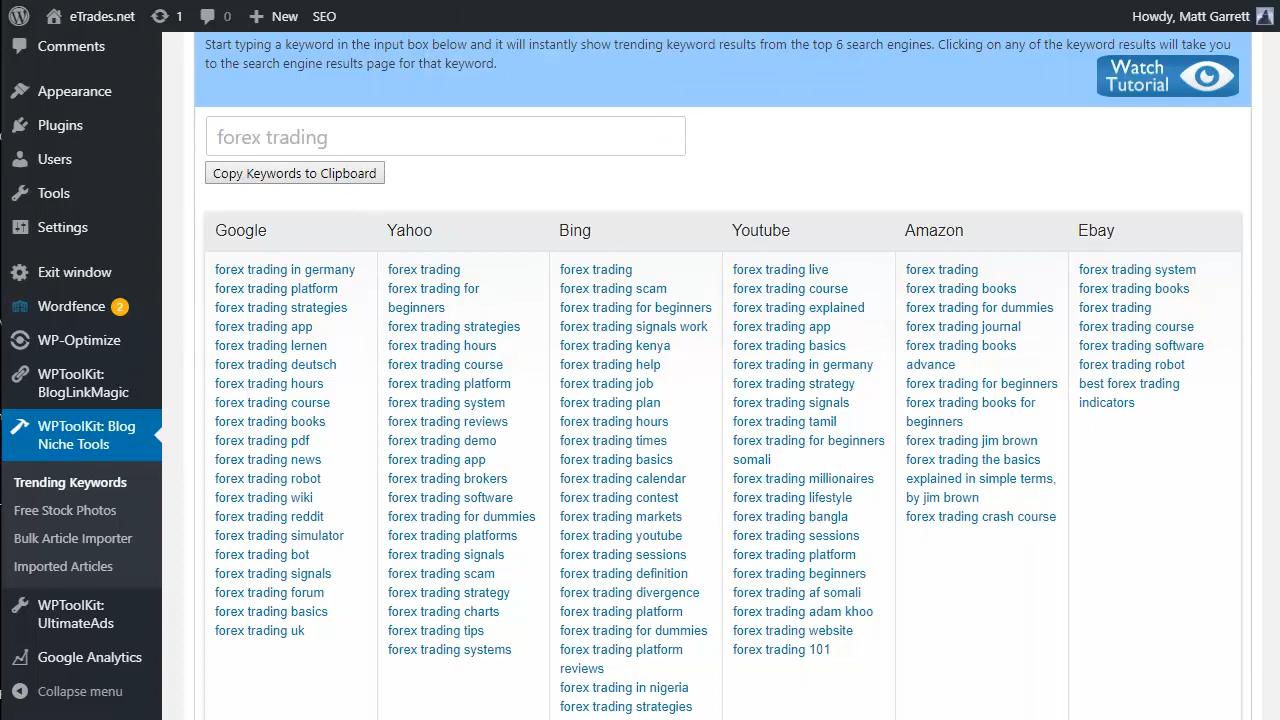 eTrades.net 1 0 New SEO Howdy, Matt Garrett
Comments
Appearance
Plugins
Users
Tools
Settings
Exit window
Wordfence 2
WP-Optimize
WPToolKit:
BlogLinkMagic
WPToolKit: Blog
Niche Tools
Trending Keywords
Free Stock Photos
Bulk Article Importer
Imported Articles
WPToolKit:
UltimateAds
Google Analytics
Collapse menu
Start typing a keyword in the input box below and it will instantly show trending keyword results from the top 6 search engines. Clicking on any of the keyword results will take you
to the search engine results page for that keyword.
Watch
Tutorial
forex trading
Copy Keywords to Clipboard
Google
forex trading in germany
forex trading platform
forex trading strategies
forex trading app
forex trading lernen
forex trading deutsch
forex trading hours
forex trading course
forex trading books
forex trading pdf
forex trading news
forex trading robot
forex trading wiki
forex trading reddit
forex trading simulator
forex trading bot
forex trading signals
forex trading forum
forex trading basics
forex trading uk
Yahoo
forex trading
forex trading for
beginners
forex trading strategies
forex trading hours
forex trading course
forex trading platform
forex trading system
forex trading reviews
forex trading demo
forex trading app
forex trading brokers
forex trading software
forex trading for dummies
forex trading platforms
forex trading signals
forex trading scam
forex trading strategy
forex trading charts
forex trading tips
forex trading systems
Bing
forex trading
forex trading scam
forex trading for beginners
forex trading signals work
forex trading kenya
forex trading help
forex trading job
forex trading plan
forex trading hours
forex trading times
forex trading basics
forex trading calendar
forex trading contest
forex trading markets
forex trading youtube
forex trading sessions
forex trading definition
forex trading divergence
forex trading platform
forex trading for dummies
forex trading platform
reviews
forex trading in nigeria
forex trading strategies
Youtube
forex trading live
forex trading course
forex trading explained
forex trading app
forex trading basics
forex trading in germany
forex trading strategy
forex trading signals
forex trading tamil
forex trading for beginners
somali
forex trading millionaires
forex trading lifestyle
forex trading bangla
forex trading sessions
forex trading platform
forex trading beginners
forex trading af somali
forex trading adam khoo
forex trading website
forex trading 101
Amazon
forex trading
forex trading books
forex trading for dummies
forex trading journal
forex trading books
advance
forex trading for beginners
forex trading books for
beginners
forex trading jim brown
forex trading the basics
explained in simple terms,
by jim brown
forex trading crash course
Ebay
forex trading system
forex trading books
forex trading
forex trading course
forex trading software
forex trading robot
best forex trading
indicators